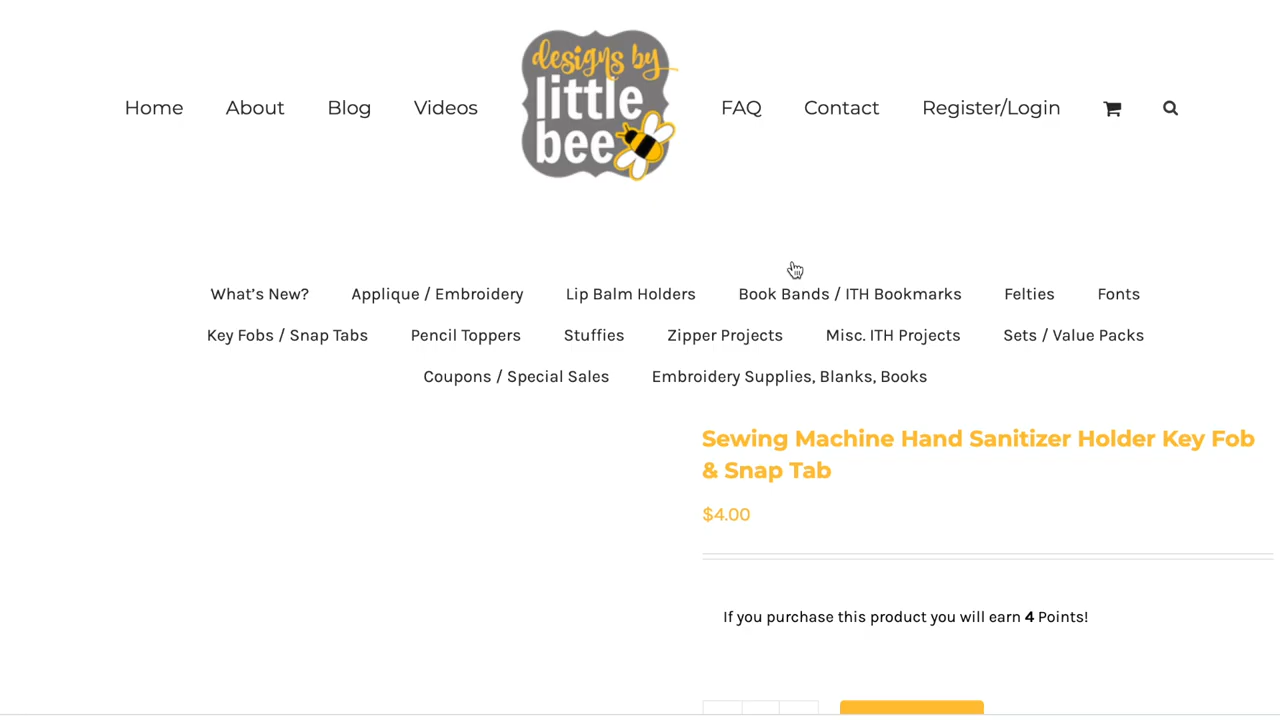 designs by
little
bee
Home About Blog Videos FAQ Contact Register/Login
What’s New? Applique / Embroidery Lip Balm Holders Book Bands / ITH Bookmarks Felties Fonts
Key Fobs / Snap Tabs Pencil Toppers Stuffies Zipper Projects Misc. ITH Projects Sets / Value Packs
Coupons / Special Sales Embroidery Supplies, Blanks, Books
Sewing Machine Hand Sanitizer Holder Key Fob
& Snap Tab
$4.00
If you purchase this product you will earn 4 Points!